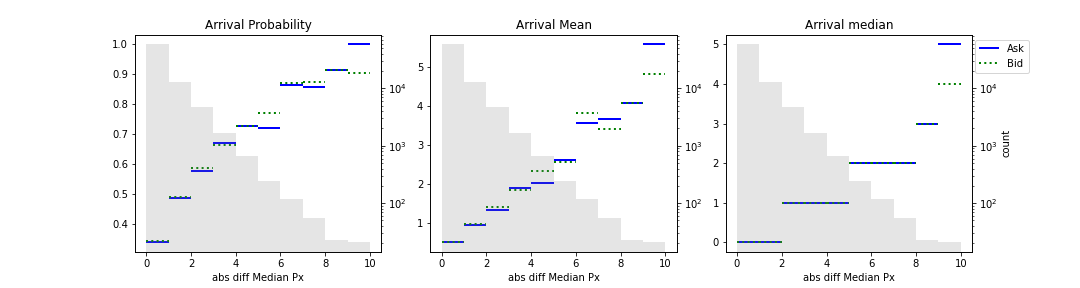 Arrival Probability
1.0
0.9
0.8
0.7
0.6
0.5
0.4
10⁴
10³
10²
0 2 4 6 8 10
abs diff Median Px
Arrival Mean
5
4
3
2
1
10⁴
10³
10²
0 2 4 6 8 10
abs diff Median Px
Arrival median
5
4
3
2
1
0
10⁴
10³
10²
count
0 2 4 6 8 10
abs diff Median Px
Ask
Bid